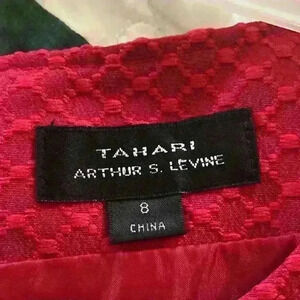 TAHARI
ARTHUR S. LEVINE
8
CHINA